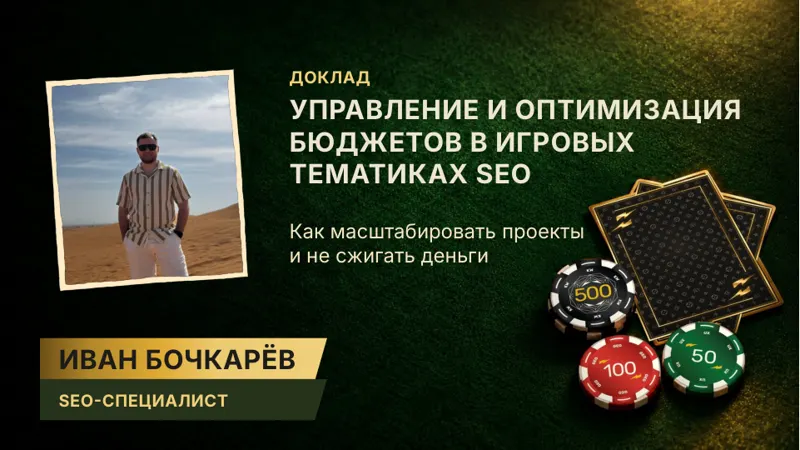 ДОКЛАД
УПРАВЛЕНИЕ И ОПТИМИЗАЦИЯ
БЮДЖЕТОВ В ИГРОВЫХ
ТЕМАТИКАХ SEO
Как масштабировать проекты
и не сжигать деньги
500
100
50
ИВАН БОЧКАРЁВ
SEO-СПЕЦИАЛИСТ